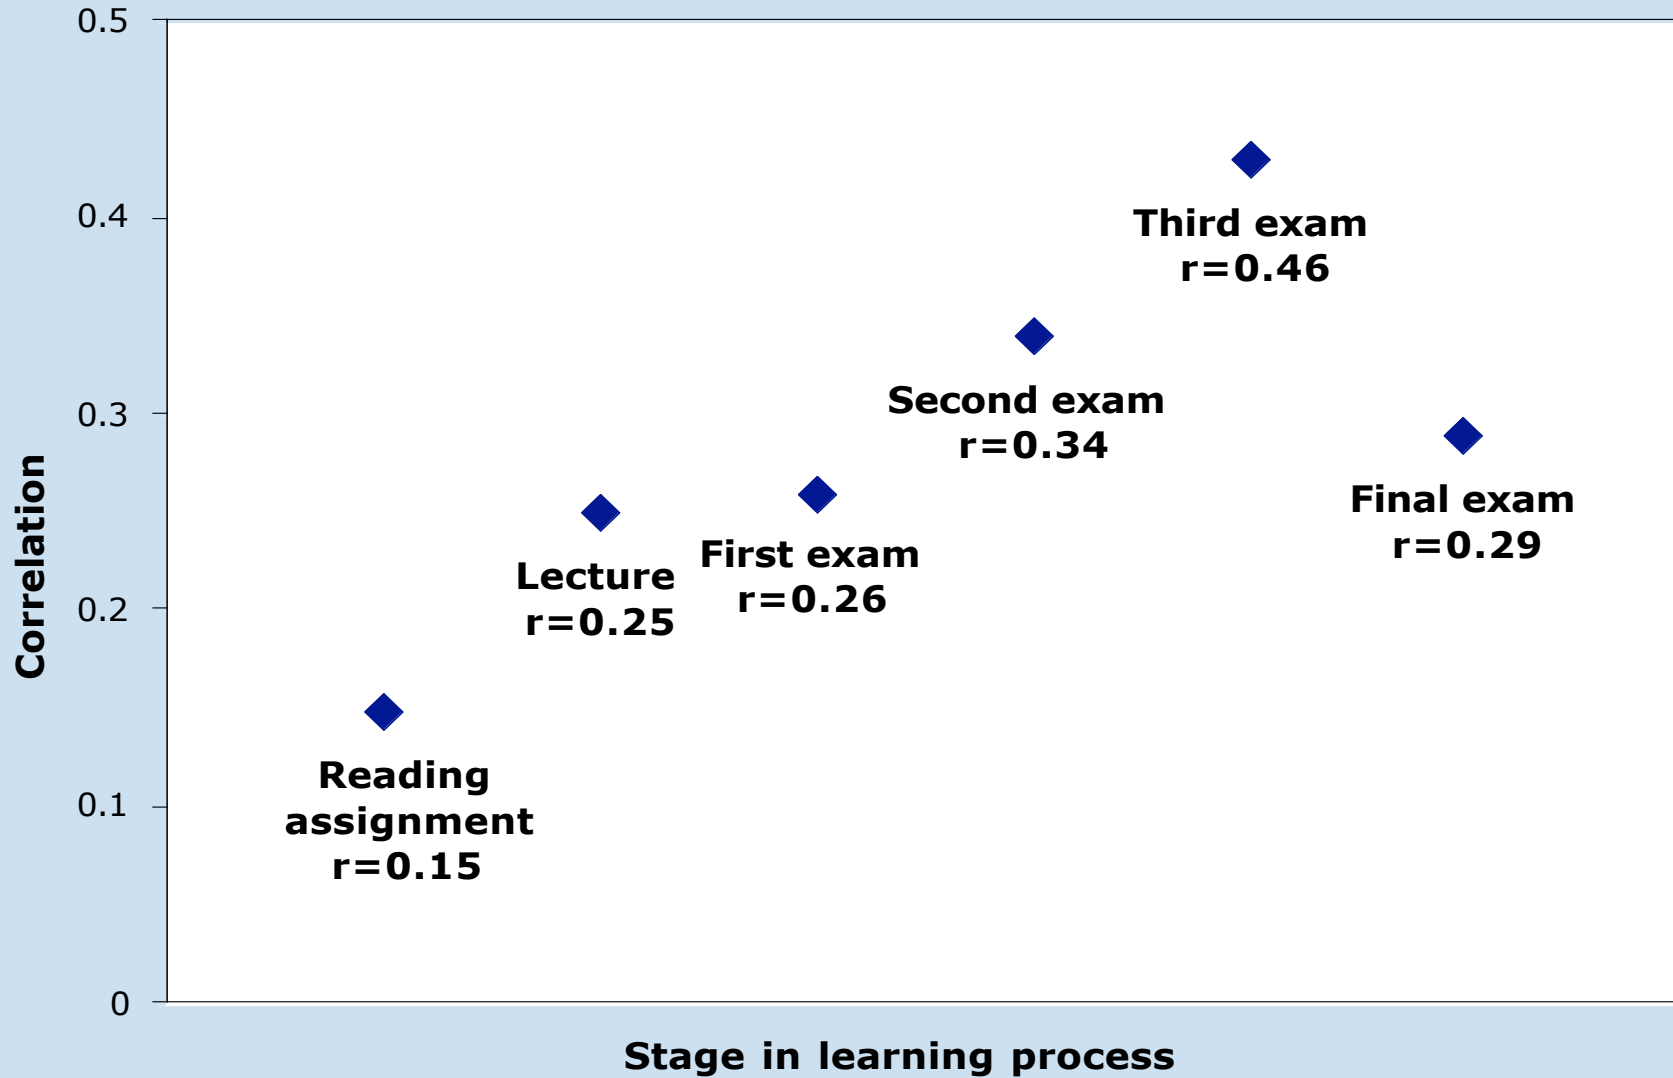 0.5
0.4
0.3
0.2
0.1
0
Correlation
Third exam
r=0.46
Second exam
r=0.34
Final exam
r=0.29
First exam
r=0.26
Lecture
r=0.25
Reading
assignment
r=0.15
Stage in learning process